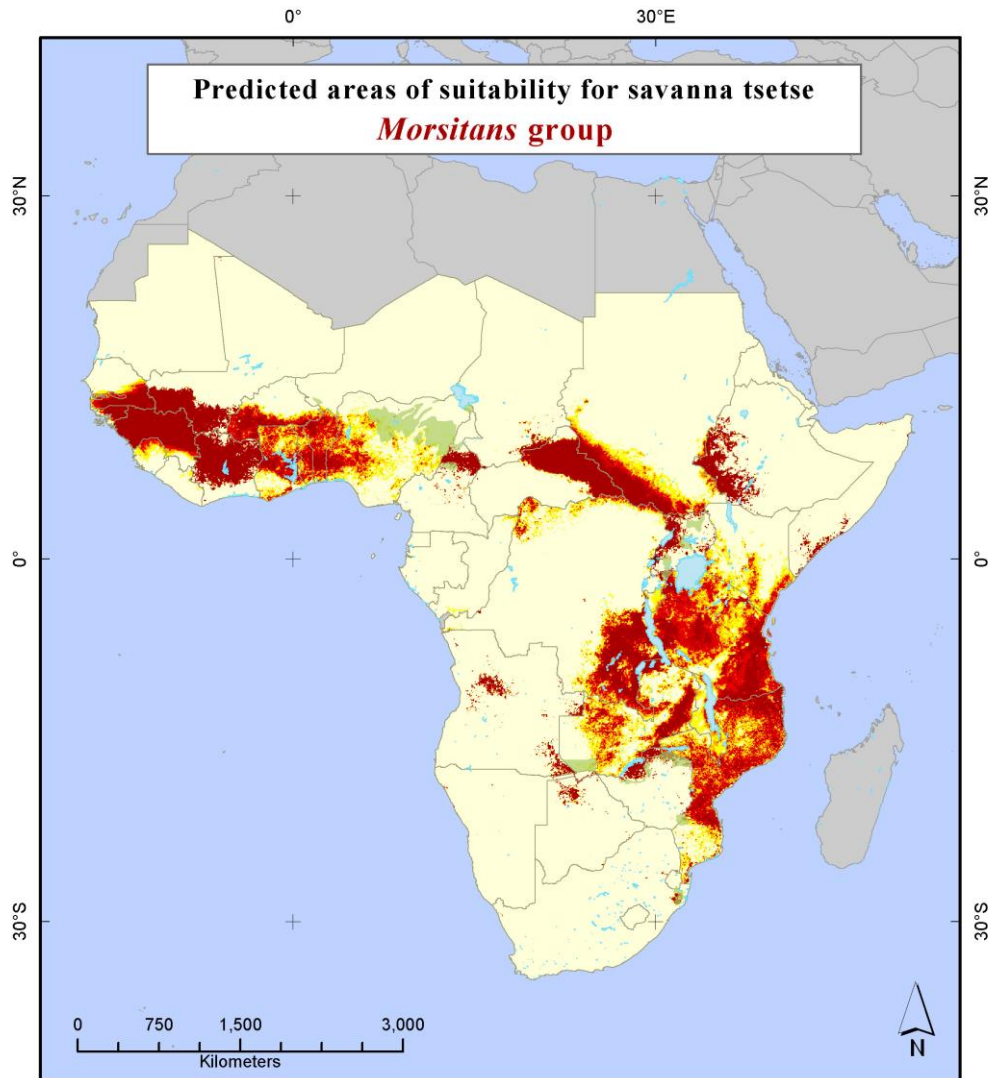 0° 30°E
Predicted areas of suitability for savanna tsetse
Morsitans group
30°N 30°N
0° 0°
30°S 30°S
0 750 1,500 3,000
Kilometers
N